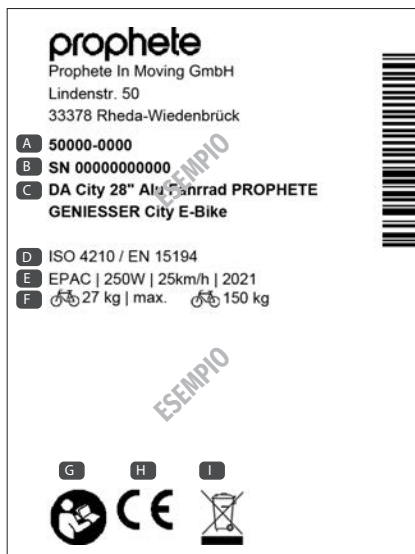 prophete
Prophete In Moving GmbH
Lindenstr. 50
33378 Rheda-Wiedenbrück
A 50000-0000
B SN 00000000000
C DA City 28" Alu Fahrrad PROPHETE
GENIESSER City E-Bike
ESEMPIO
D ISO 4210 / EN 15194
E EPAC | 250W | 25km/h | 2021
F 27 kg | max. 150 kg
ESEMPIO
G H I
CE